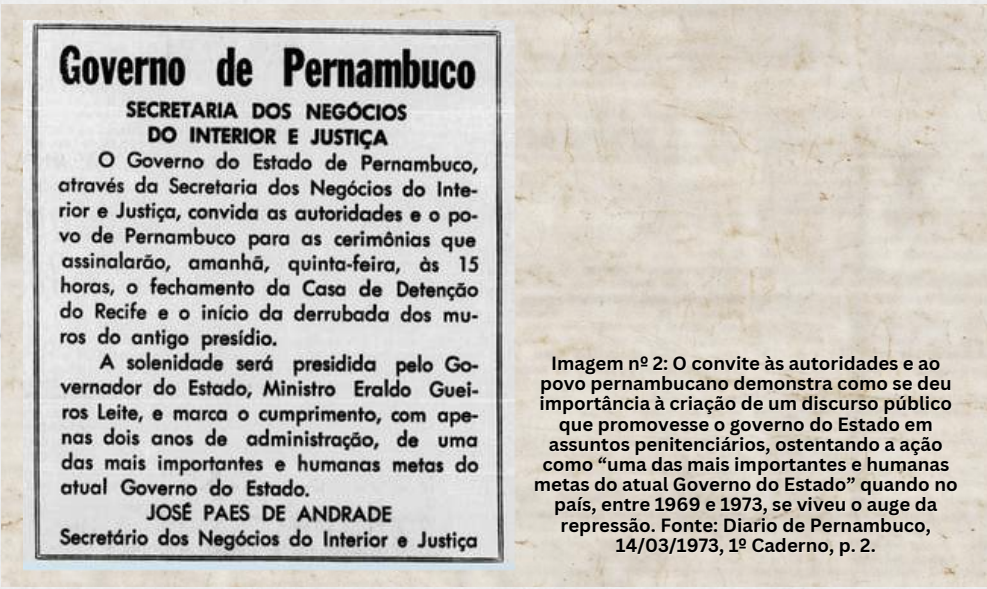 Governo de Pernambuco
SECRETARIA DOS NEGÓCIOS
DO INTERIOR E JUSTIÇA
O Governo do Estado de Pernambuco,
através da Secretaria dos Negócios do Inte-
rior e Justiça, convida as autoridades e o po-
vo de Pernambuco para as cerimônias que
assinalarão, amanhã, quinta-feira, às 15
horas, o fechamento da Casa de Detenção
do Recife e o início da derrubada dos mu-
ros do antigo presídio.
A solenidade será presidida pelo Go-
vernador do Estado, Ministro Eraldo Guei-
ros Leite, e marca o cumprimento, com ape-
nas dois anos de administração, de uma
das mais importantes e humanas metas do
atual Governo do Estado.
JOSÉ PAES DE ANDRADE
Secretário dos Negócios do Interior e Justiça
Imagem nº 2: O convite às autoridades e ao
povo pernambucano demonstra como se deu
importância à criação de um discurso público
que promovesse o governo do Estado em
assuntos penitenciários, ostentando a ação
como “uma das mais importantes e humanas
metas do atual Governo do Estado” quando no
país, entre 1969 e 1973, se viveu o auge da
repressão. Fonte: Diario de Pernambuco,
14/03/1973, 1º Caderno, p. 2.